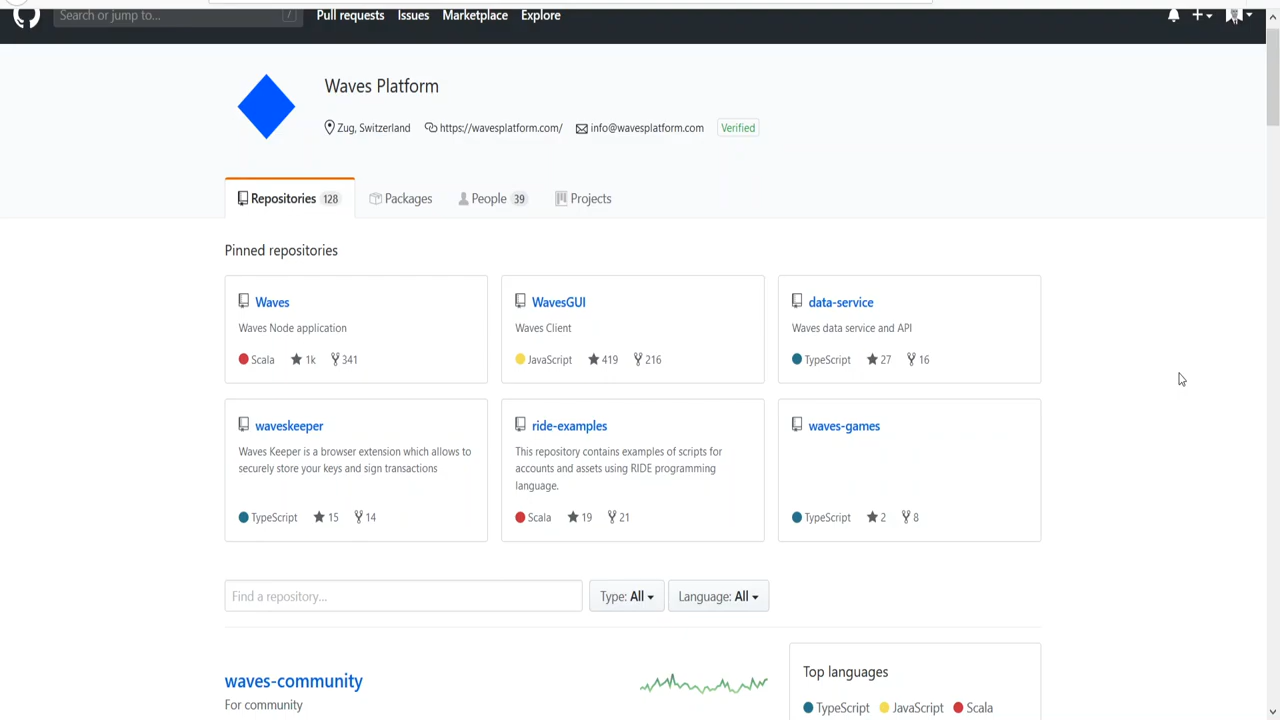 Search or jump to... / Pull requests Issues Marketplace Explore
Waves Platform
Zug, Switzerland https://wavesplatform.com/ info@wavesplatform.com Verified
Repositories 128 Packages People 39 Projects
Pinned repositories
Waves
Waves Node application
Scala 1k 341
WavesGUI
Waves Client
JavaScript 419 216
data-service
Waves data service and API
TypeScript 27 16
waveskeeper
Waves Keeper is a browser extension which allows to
securely store your keys and sign transactions
TypeScript 15 14
ride-examples
This repository contains examples of scripts for
accounts and assets using RIDE programming
language.
Scala 19 21
waves-games
TypeScript 2 8
Find a repository... Type: All Language: All
waves-community
For community
Top languages
TypeScript JavaScript Scala